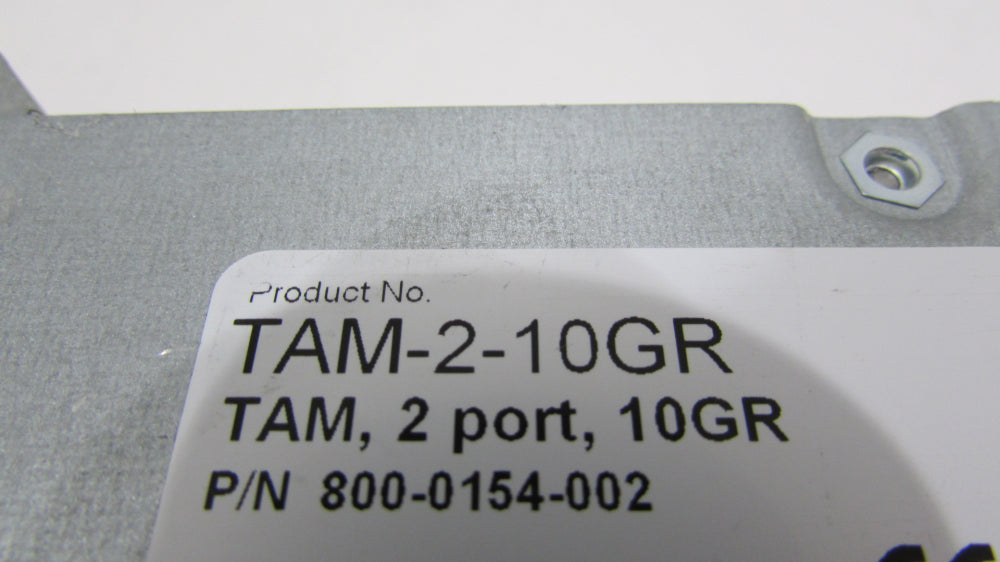 Product No.
TAM-2-10GR
TAM, 2 port, 10GR
P/N 800-0154-002